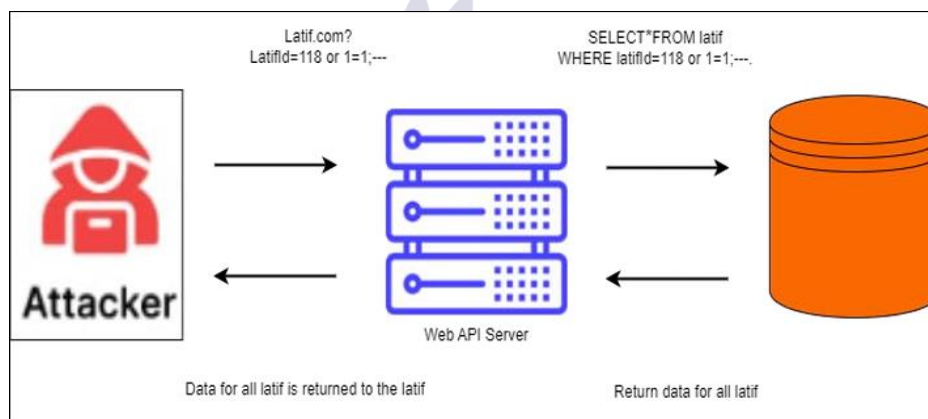 Latif.com?
LatifId=118 or 1=1;---
SELECT*FROM latif
WHERE latifId=118 or 1=1;---.
Attacker
Web API Server
Data for all latif is returned to the latif
Return data for all latif